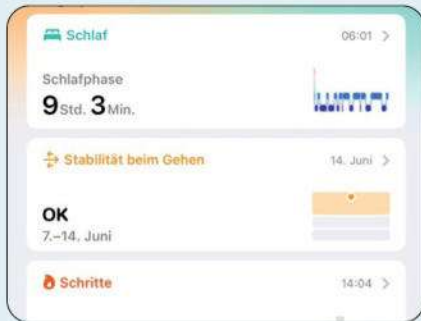 Schlaf 06:01
Schlafphase
9 Std. 3 Min.
Stabilität beim Gehen 14. Juni
OK
7.–14. Juni
Schritte 14:04